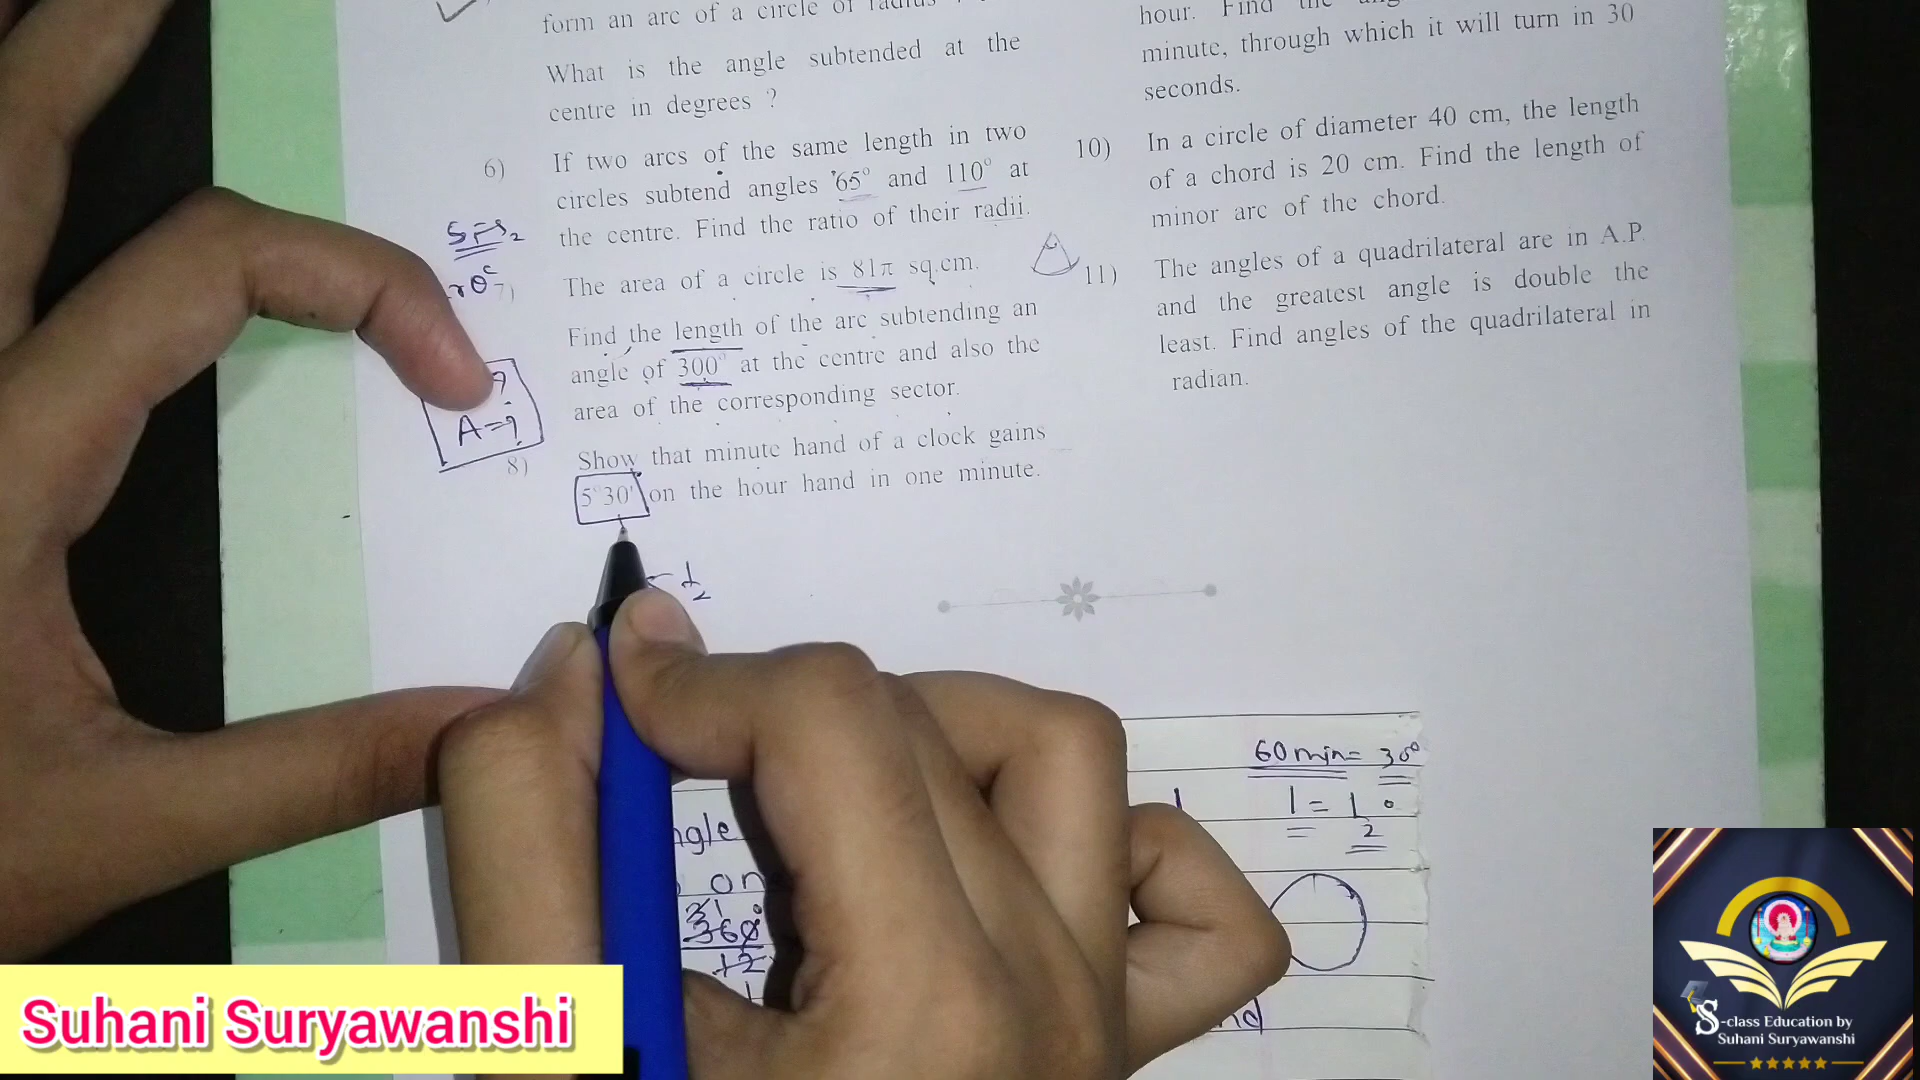 form an arc of a circle of radius
What is the angle subtended at the
centre in degrees ?
6) If two arcs of the same length in two
circles subtend angles 65° and 110° at
the centre. Find the ratio of their radii.
S = S₂
rθᶜ
7) The area of a circle is 81π sq.cm.
Find the length of the arc subtending an
angle of 300° at the centre and also the
area of the corresponding sector.
?
A=?
8) Show that minute hand of a clock gains
5°30' on the hour hand in one minute.
hour. Find the
minute, through which it will turn in 30
seconds.
10) In a circle of diameter 40 cm, the length
of a chord is 20 cm. Find the length of
minor arc of the chord.
11) The angles of a quadrilateral are in A.P.
and the greatest angle is double the
least. Find angles of the quadrilateral in
radian.
60 min = 30°
1 = 1/2 °
on
360
12
Suhani Suryawanshi
S-class Education by
Suhani Suryawanshi